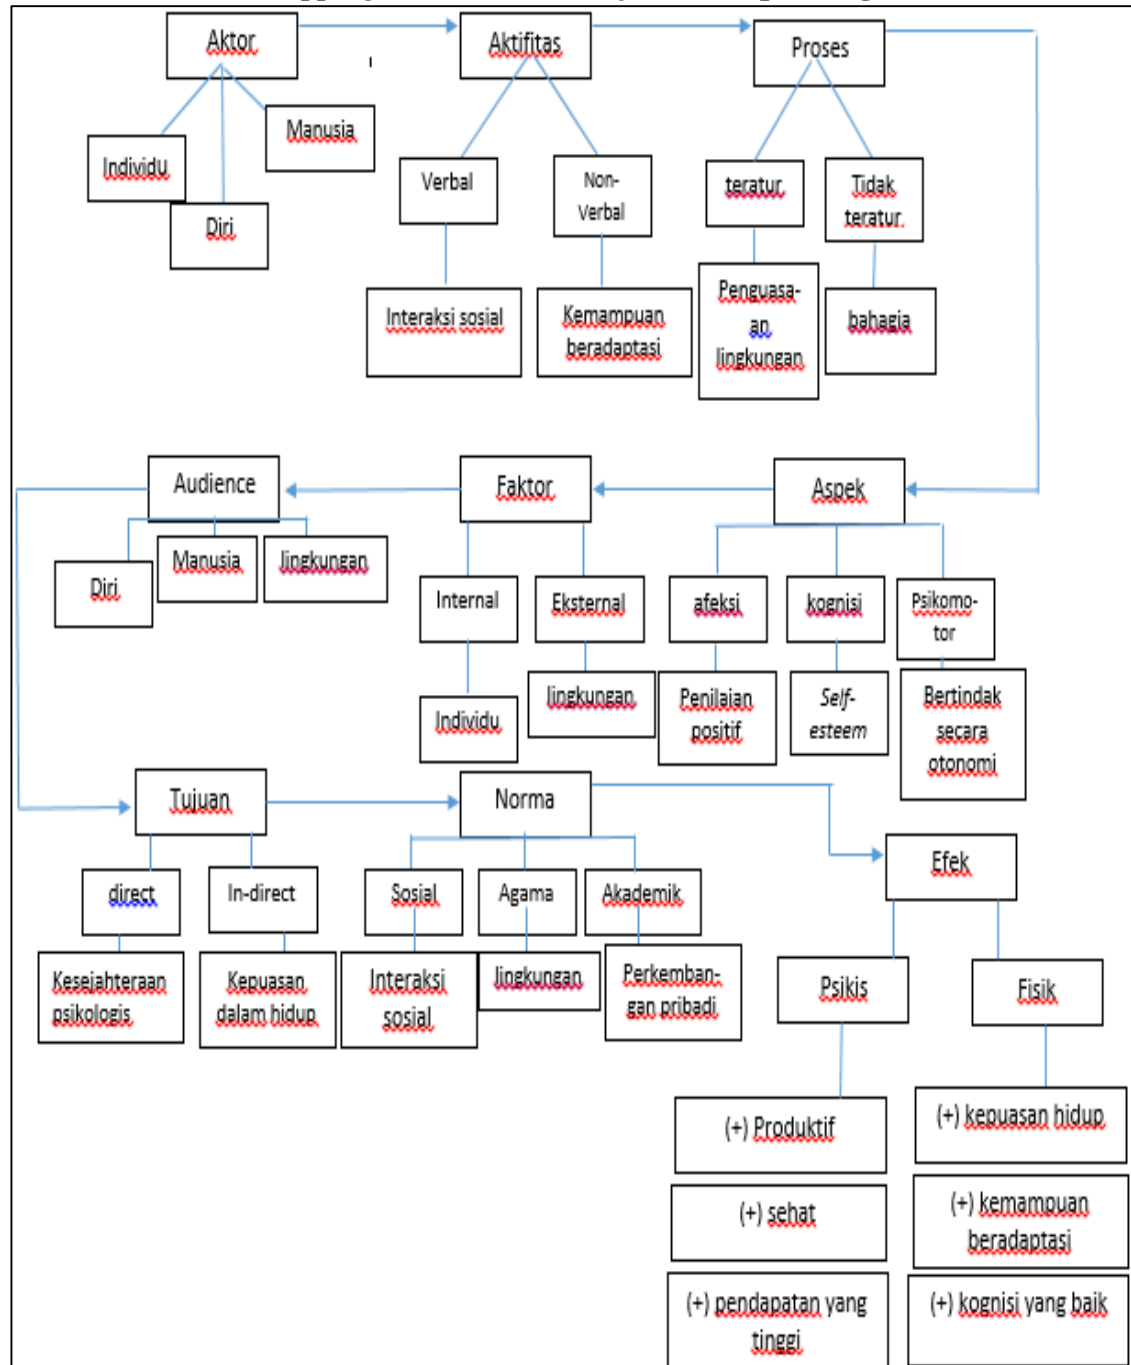 Aktor
Aktifitas
Proses
Individu
Diri
Manusia
Verbal
Non-
Verbal
teratur
Tidak
teratur
Interaksi sosial
Kemampuan
beradaptasi
Penguasa-
an
lingkungan
bahagia
Audience
Faktor
Aspek
Diri
Manusia
lingkungan
Internal
Eksternal
afeksi
kognisi
Psikomo-
tor
Individu
lingkungan
Penilaian
positif
Self-
esteem
Bertindak
secara
otonomi
Tujuan
Norma
Efek
direct
In-direct
Sosial
Agama
Akademik
Kesejahteraan
psikologis
Kepuasan
dalam hidup
Interaksi
sosial
lingkungan
Perkemban-
gan pribadi
Psikis
Fisik
(+) Produktif
(+) sehat
(+) pendapatan yang
tinggi
(+) kepuasan hidup
(+) kemampuan
beradaptasi
(+) kognisi yang baik